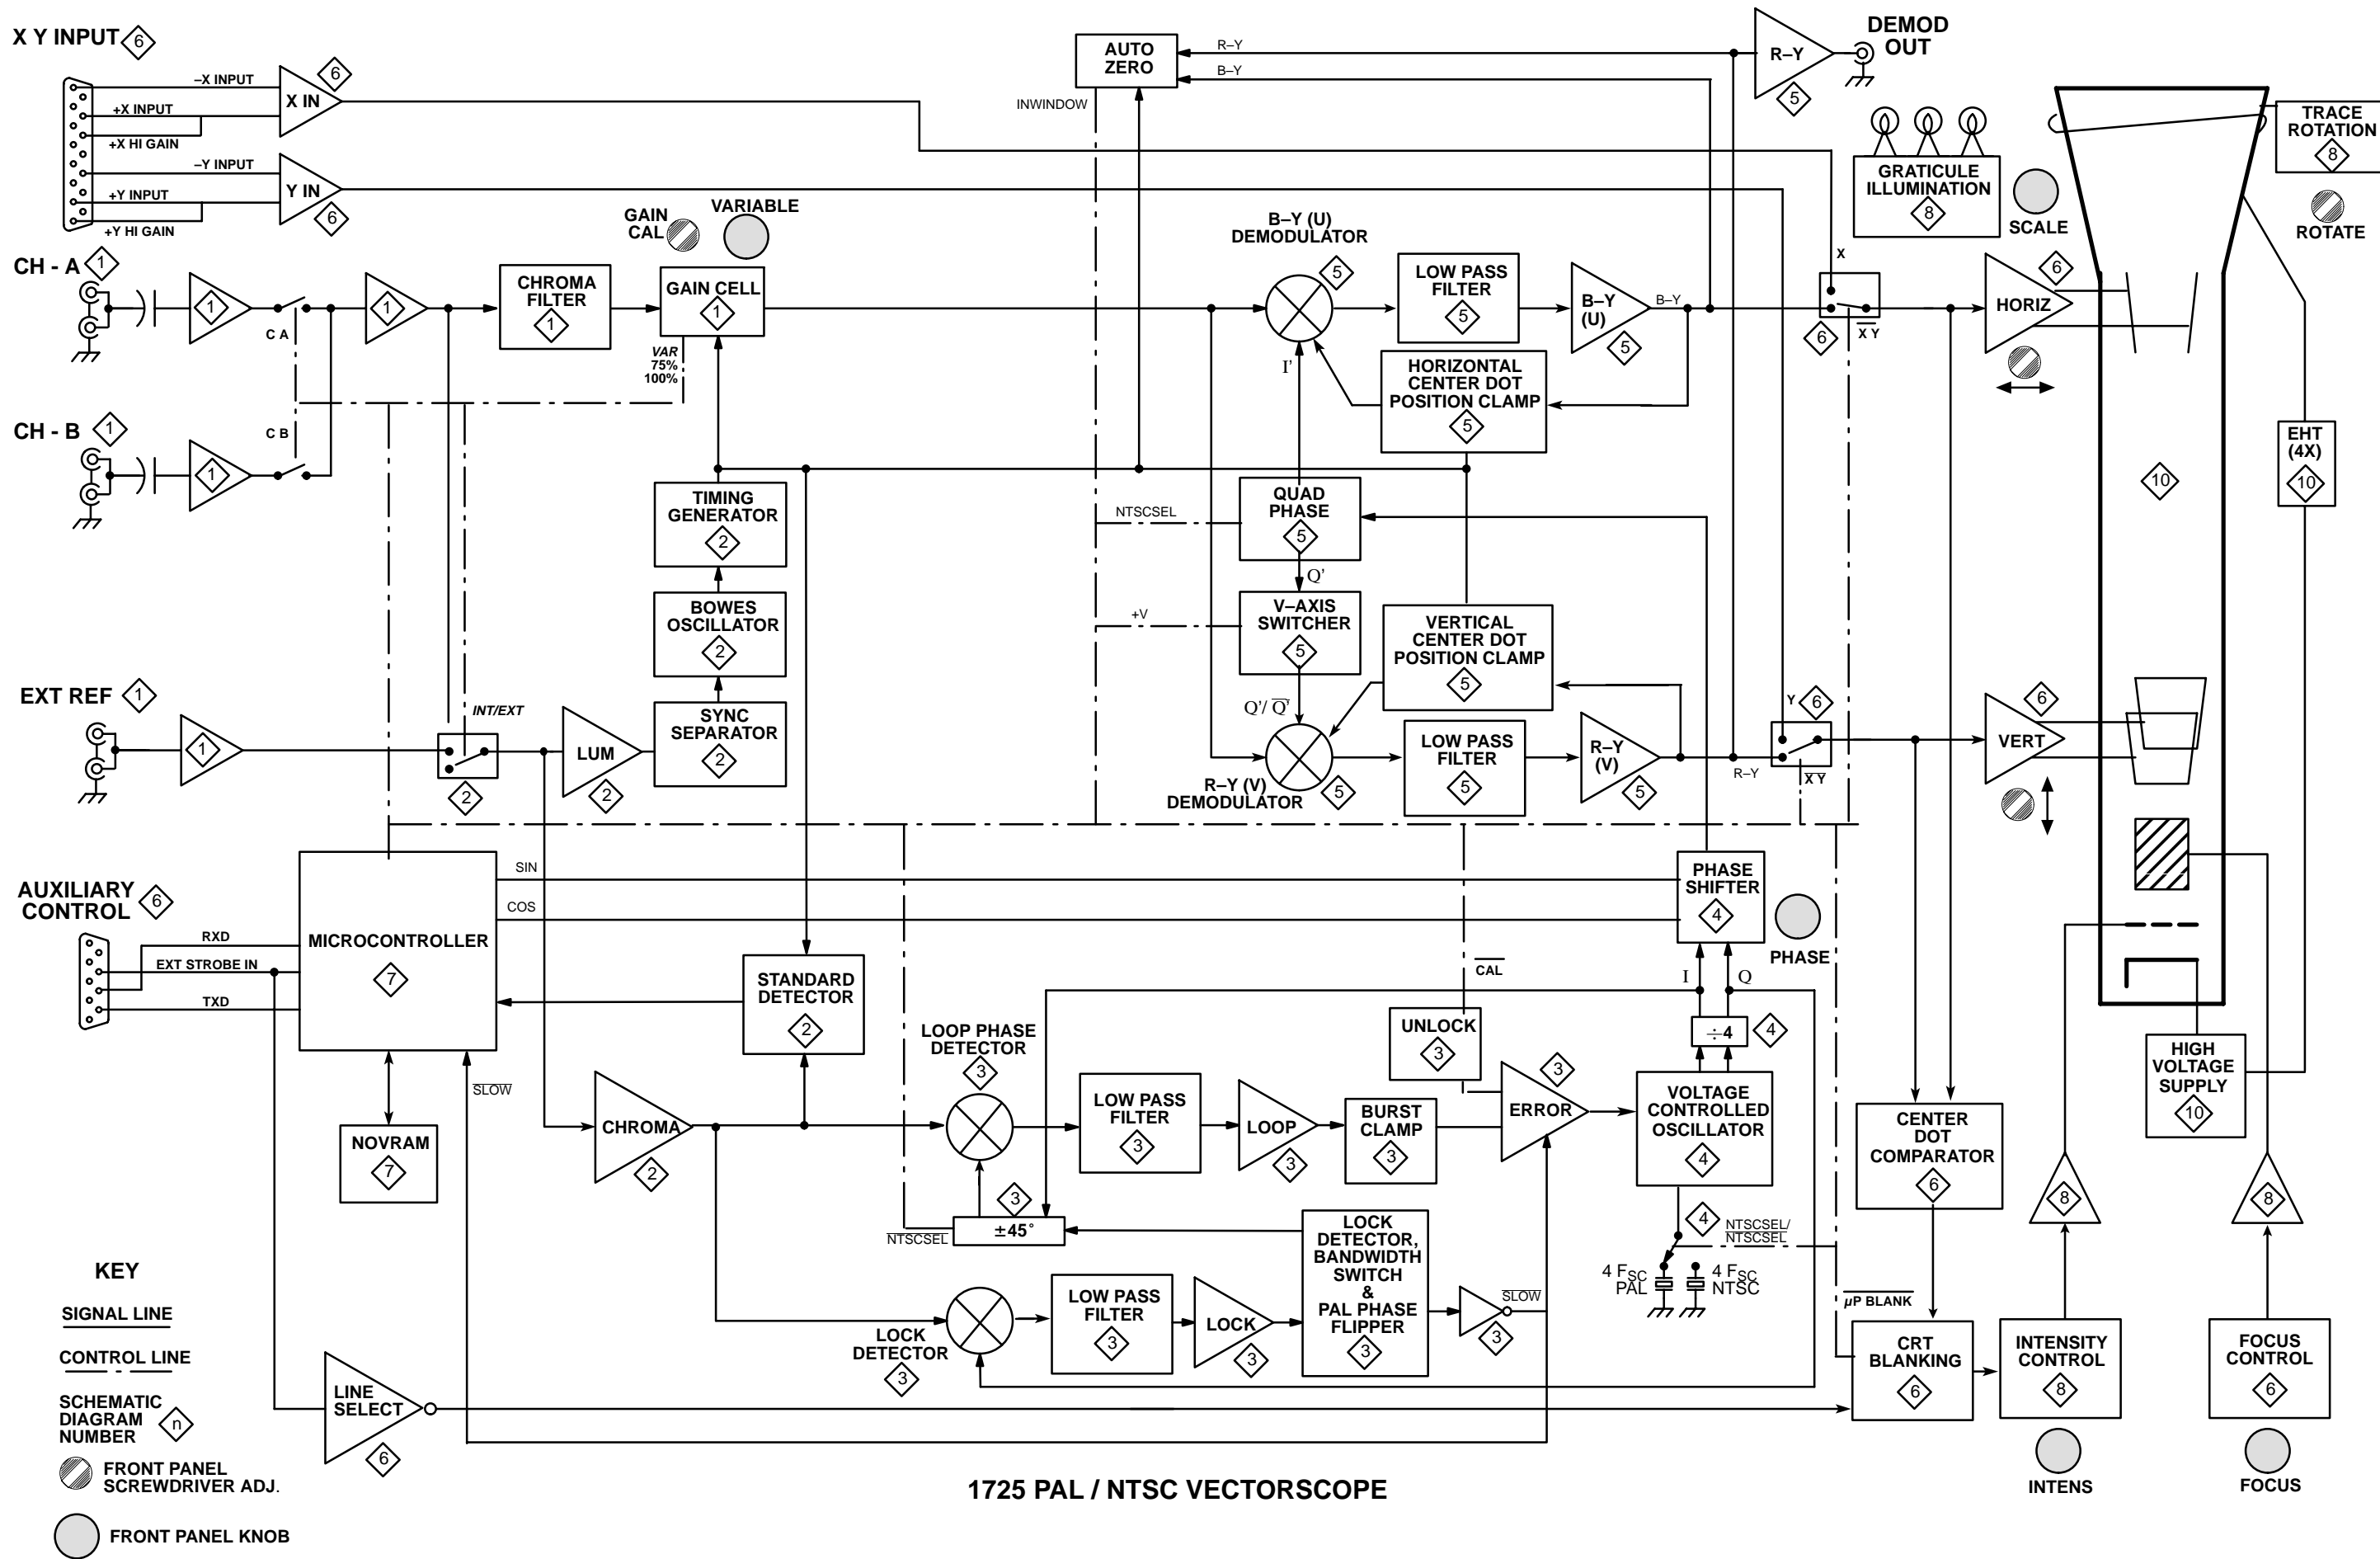 X Y INPUT 6
–X INPUT
+X INPUT
+X HI GAIN
–Y INPUT
+Y INPUT
+Y HI GAIN
X IN
6
Y IN
6
AUTO
ZERO
R–Y
B–Y
INWINDOW
R–Y
5
DEMOD
OUT
GRATICULE
ILLUMINATION
8
SCALE
TRACE
ROTATION
8
ROTATE
CH - A 1
1
C A
1
CHROMA
FILTER
1
GAIN
CAL
VARIABLE
GAIN CELL
1
VAR
75%
100%
B–Y (U)
DEMODULATOR
5
LOW PASS
FILTER
5
B–Y
(U)
5
B–Y
X
6
X Y
HORIZ
6
I'
HORIZONTAL
CENTER DOT
POSITION CLAMP
5
CH - B 1
1
C B
EHT
(4X)
10
10
TIMING
GENERATOR
2
BOWES
OSCILLATOR
2
SYNC
SEPARATOR
2
NTSCSEL
QUAD
PHASE
5
Q'
+V
V–AXIS
SWITCHER
5
VERTICAL
CENTER DOT
POSITION CLAMP
5
Q'/ Q'
EXT REF 1
1
INT/EXT
2
LUM
2
R–Y (V)
DEMODULATOR
5
LOW PASS
FILTER
5
R–Y
(V)
5
R–Y
Y 6
X Y
VERT
6
AUXILIARY
CONTROL 6
RXD
EXT STROBE IN
TXD
MICROCONTROLLER
7
SIN
COS
PHASE
SHIFTER
4
PHASE
STANDARD
DETECTOR
2
CAL
I
Q
÷4
4
UNLOCK
3
NOVRAM
7
SLOW
CHROMA
2
LOOP PHASE
DETECTOR
3
LOW PASS
FILTER
3
LOOP
3
BURST
CLAMP
3
ERROR
3
VOLTAGE
CONTROLLED
OSCILLATOR
4
CENTER
DOT
COMPARATOR
6
HIGH
VOLTAGE
SUPPLY
10
8
8
NTSCSEL
±45°
3
LOCK
DETECTOR
3
LOW PASS
FILTER
3
LOCK
3
LOCK
DETECTOR,
BANDWIDTH
SWITCH
&
PAL PHASE
FLIPPER
3
SLOW
3
4
NTSCSEL/
NTSCSEL
4 FSC
PAL
4 FSC
NTSC
µP BLANK
CRT
BLANKING
6
INTENSITY
CONTROL
8
INTENS
FOCUS
CONTROL
6
FOCUS
LINE
SELECT
6
KEY
SIGNAL LINE
CONTROL LINE
SCHEMATIC
DIAGRAM
NUMBER
n
FRONT PANEL
SCREWDRIVER ADJ.
FRONT PANEL KNOB
1725 PAL / NTSC VECTORSCOPE